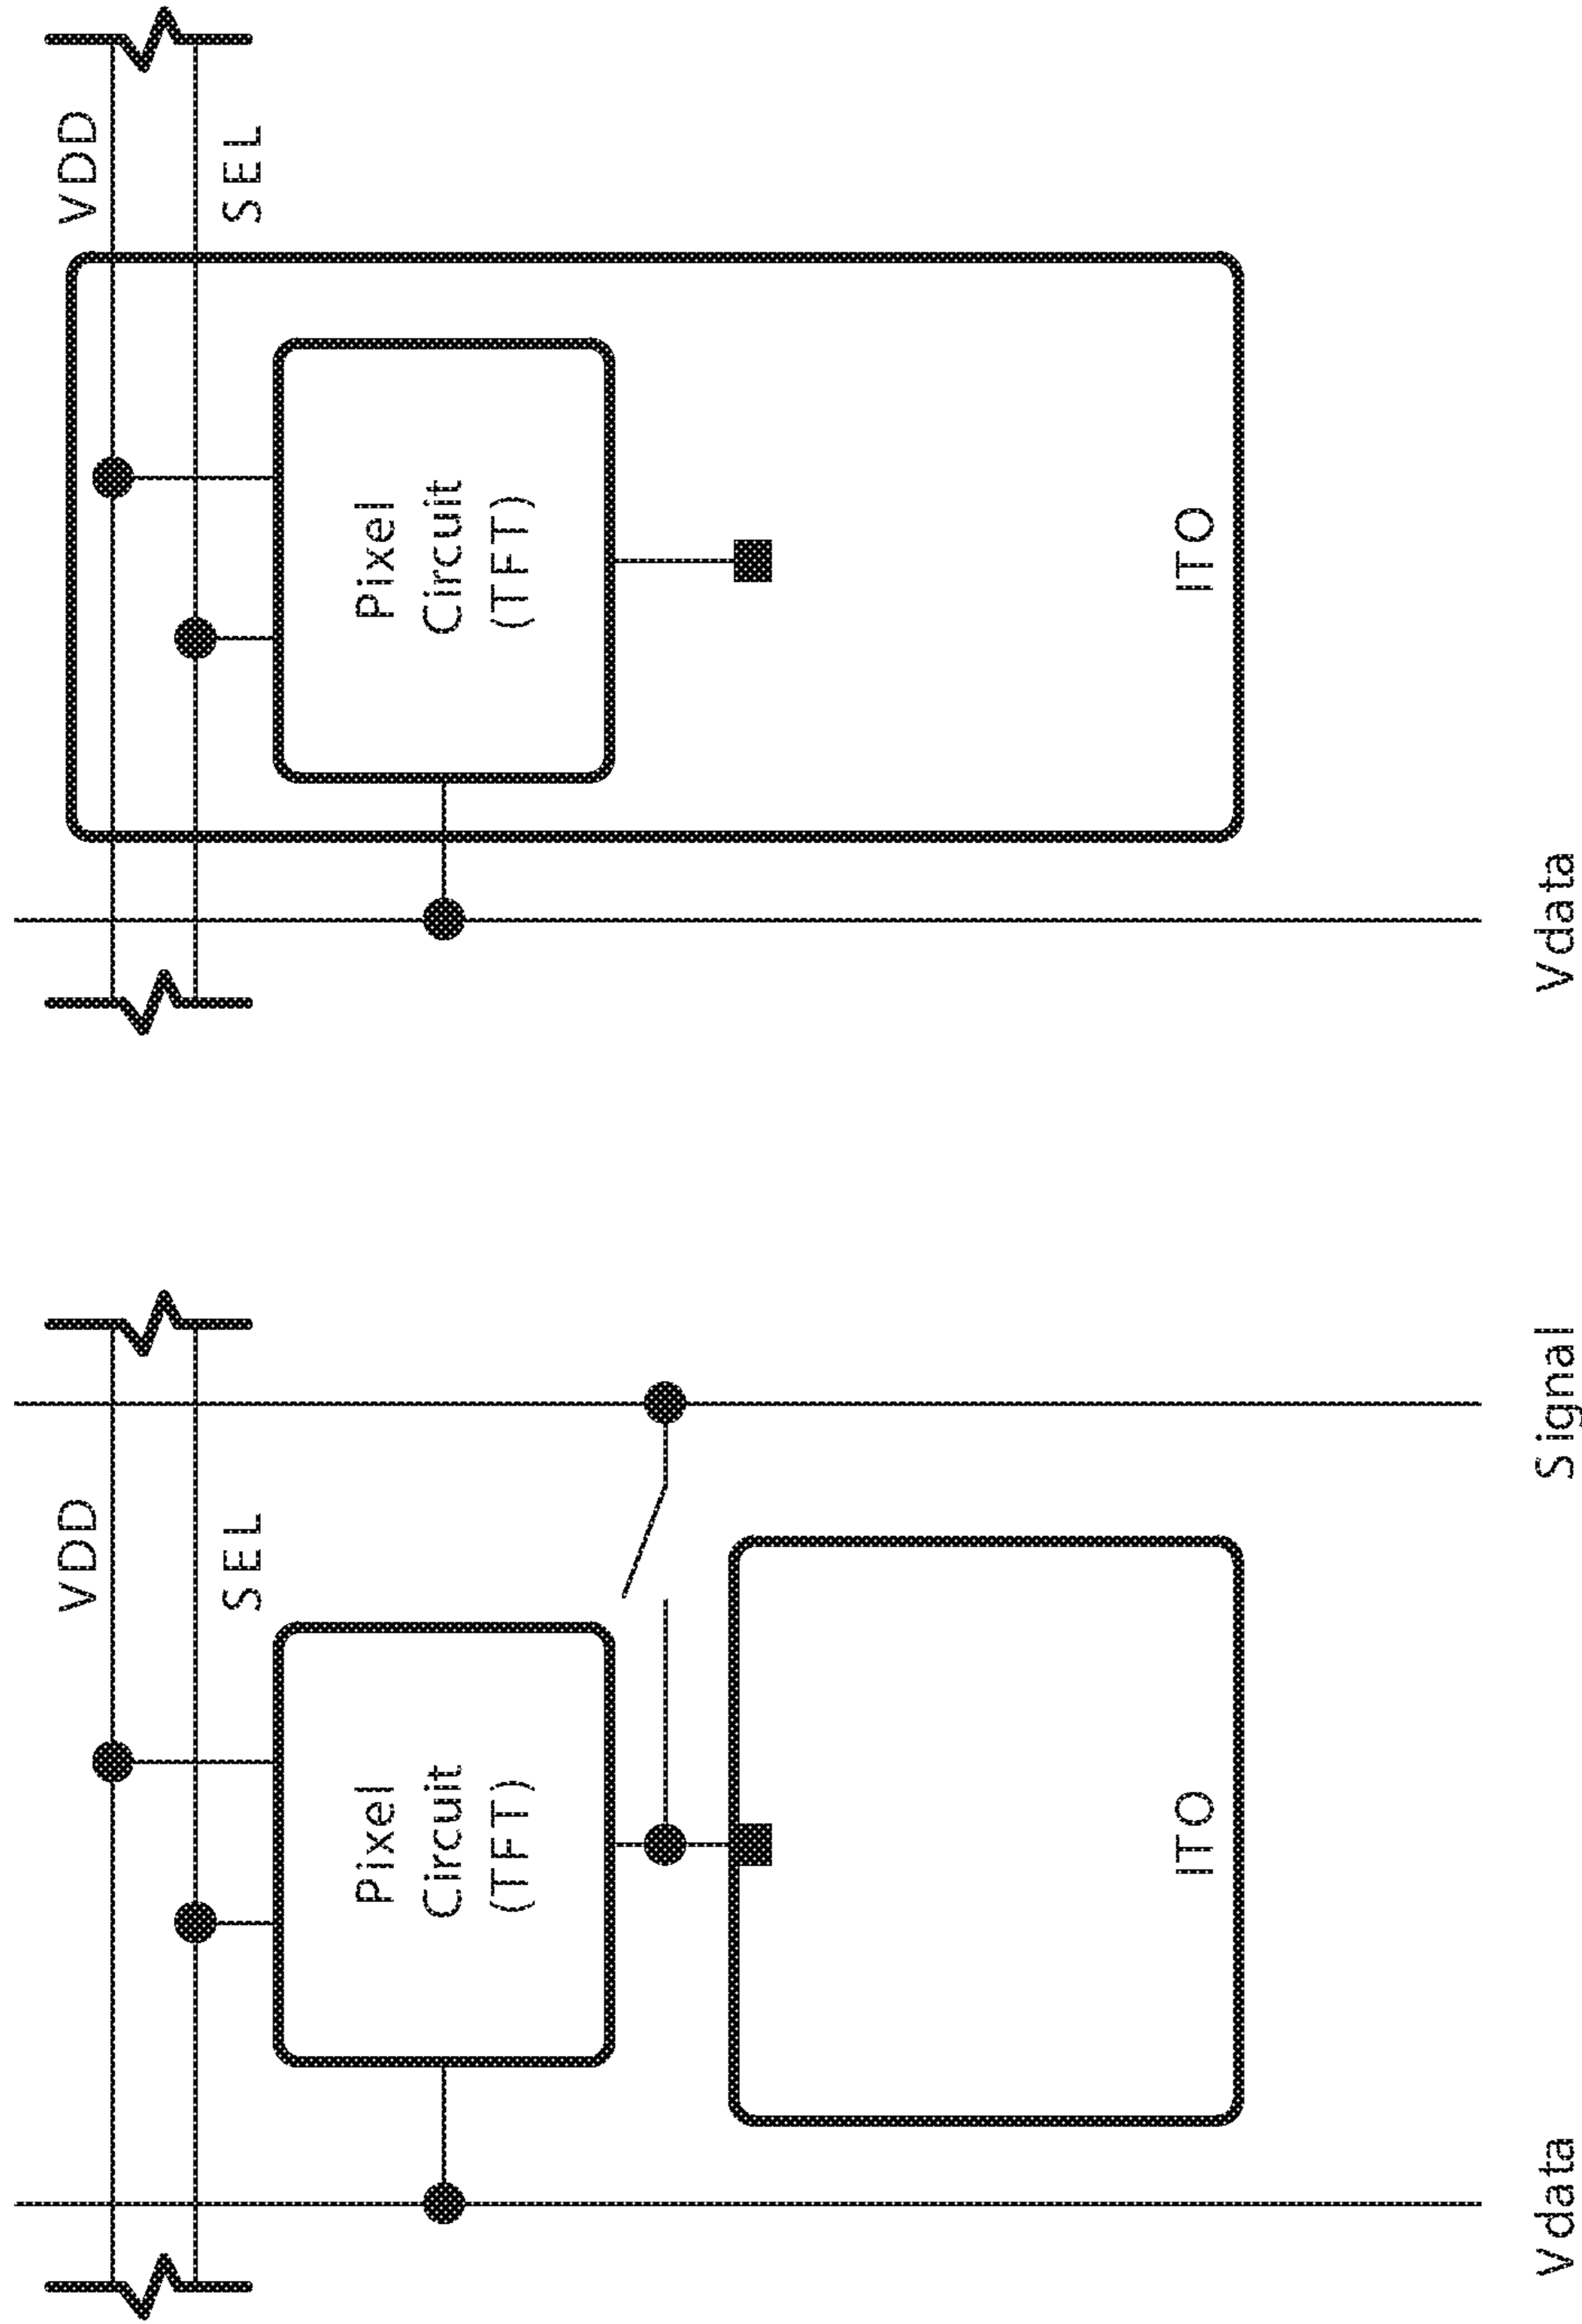 VDD
SEL
Pixel
Circuit
(TFT)
ITO
Vdata
Signal
VDD
SEL
Pixel
Circuit
(TFT)
ITO
Vdata